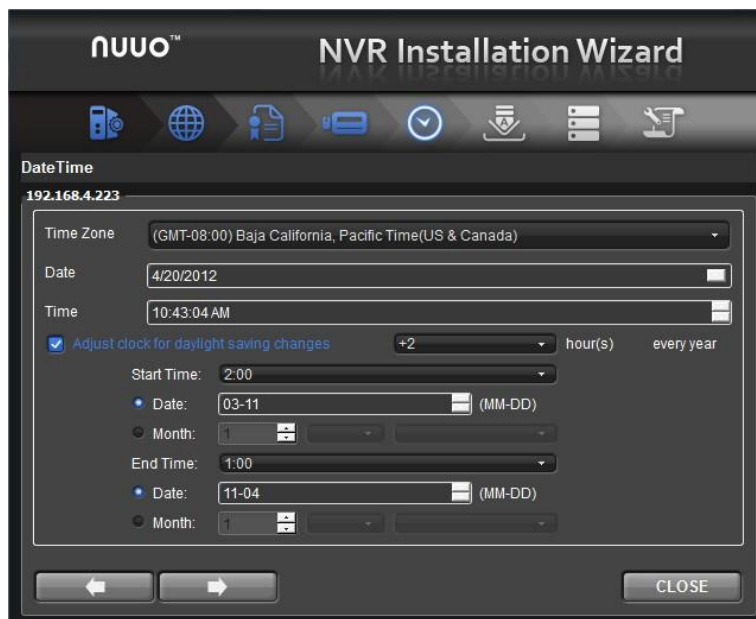 nuuo™
NVR Installation Wizard
DateTime
192.168.4.223
Time Zone (GMT-08:00) Baja California, Pacific Time(US & Canada)
Date 4/20/2012
Time 10:43:04 AM
Adjust clock for daylight saving changes +2 hour(s) every year
Start Time: 2:00
Date: 03-11 (MM-DD)
Month: 1
End Time: 1:00
Date: 11-04 (MM-DD)
Month: 1
CLOSE